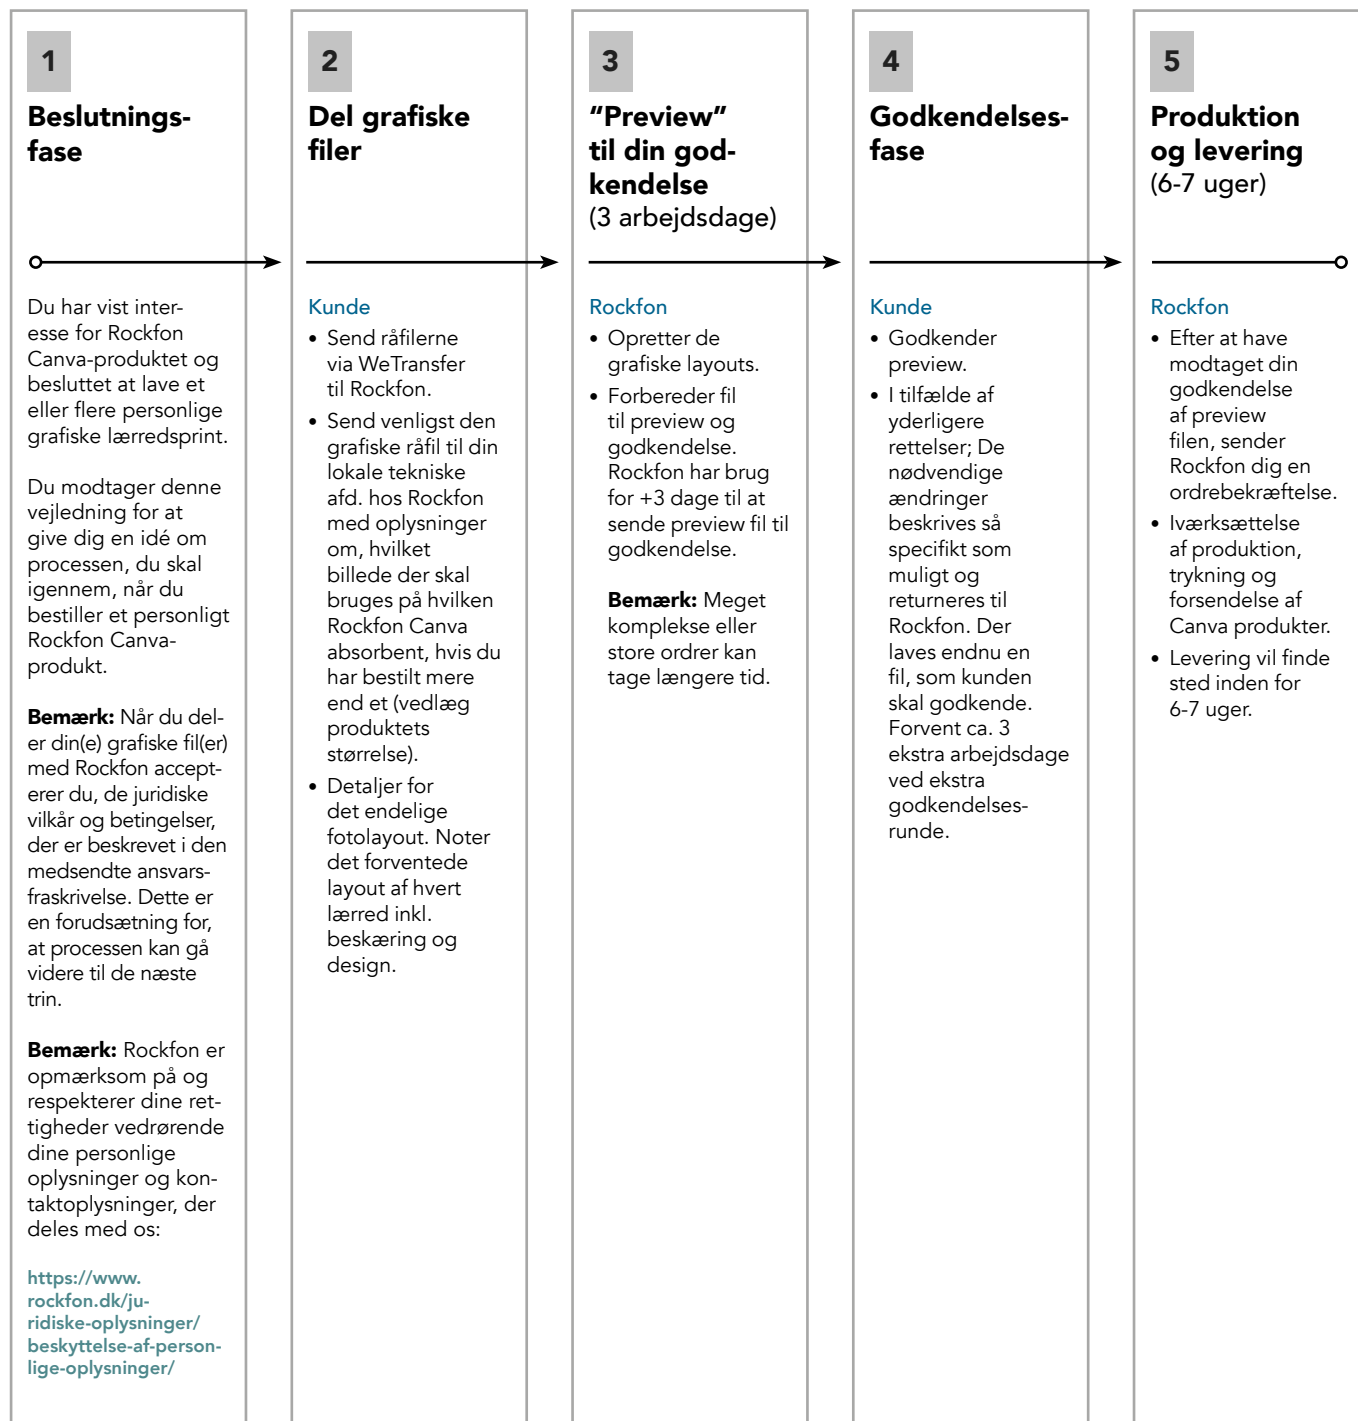 1
Beslutnings-
fase
Du har vist inter-
esse for Rockfon
Canva-produktet og
besluttet at lave et
eller flere personlige
grafiske lærredsprint.
Du modtager denne
vejledning for at
give dig en idé om
processen, du skal
igennem, når du
bestiller et personligt
Rockfon Canva-
produkt.
Bemærk: Når du del-
er din(e) grafiske fil(er)
med Rockfon accept-
erer du, de juridiske
vilkår og betingelser,
der er beskrevet i den
medsendte ansvars-
fraskrivelse. Dette er
en forudsætning for,
at processen kan gå
videre til de næste
trin.
Bemærk: Rockfon er
opmærksom på og
respekterer dine ret-
tigheder vedrørende
dine personlige
oplysninger og kon-
taktoplysninger, der
deles med os:
https://www.
rockfon.dk/ju-
ridiske-oplysninger/
beskyttelse-af-person-
lige-oplysninger/
2
Del grafiske
filer
Kunde
• Send råfilerne
via WeTransfer
til Rockfon.
• Send venligst den
grafiske råfil til din
lokale tekniske
afd. hos Rockfon
med oplysninger
om, hvilket
billede der skal
bruges på hvilken
Rockfon Canva
absorbent, hvis du
har bestilt mere
end et (vedlæg
produktets
størrelse).
• Detaljer for
det endelige
fotolayout. Noter
det forventede
layout af hvert
lærred inkl.
beskæring og
design.
3
“Preview”
til din god-
kendelse
(3 arbejdsdage)
Rockfon
• Opretter de
grafiske layouts.
• Forbereder fil
til preview og
godkendelse.
Rockfon har brug
for +3 dage til at
sende preview fil til
godkendelse.
Bemærk: Meget
komplekse eller
store ordrer kan
tage længere tid.
4
Godkendelses-
fase
Kunde
• Godkender
preview.
• I tilfælde af
yderligere
rettelser; De
nødvendige
ændringer
beskrives så
specifikt som
muligt og
returneres til
Rockfon. Der
laves endnu en
fil, som kunden
skal godkende.
Forvent ca. 3
ekstra arbejdsdage
ved ekstra
godkendelses-
runde.
5
Produktion
og levering
(6-7 uger)
Rockfon
• Efter at have
modtaget din
godkendelse
af preview
filen, sender
Rockfon dig en
ordrebekræftelse.
• Iværksættelse
af produktion,
trykning og
forsendelse af
Canva produkter.
• Levering vil finde
sted inden for
6-7 uger.